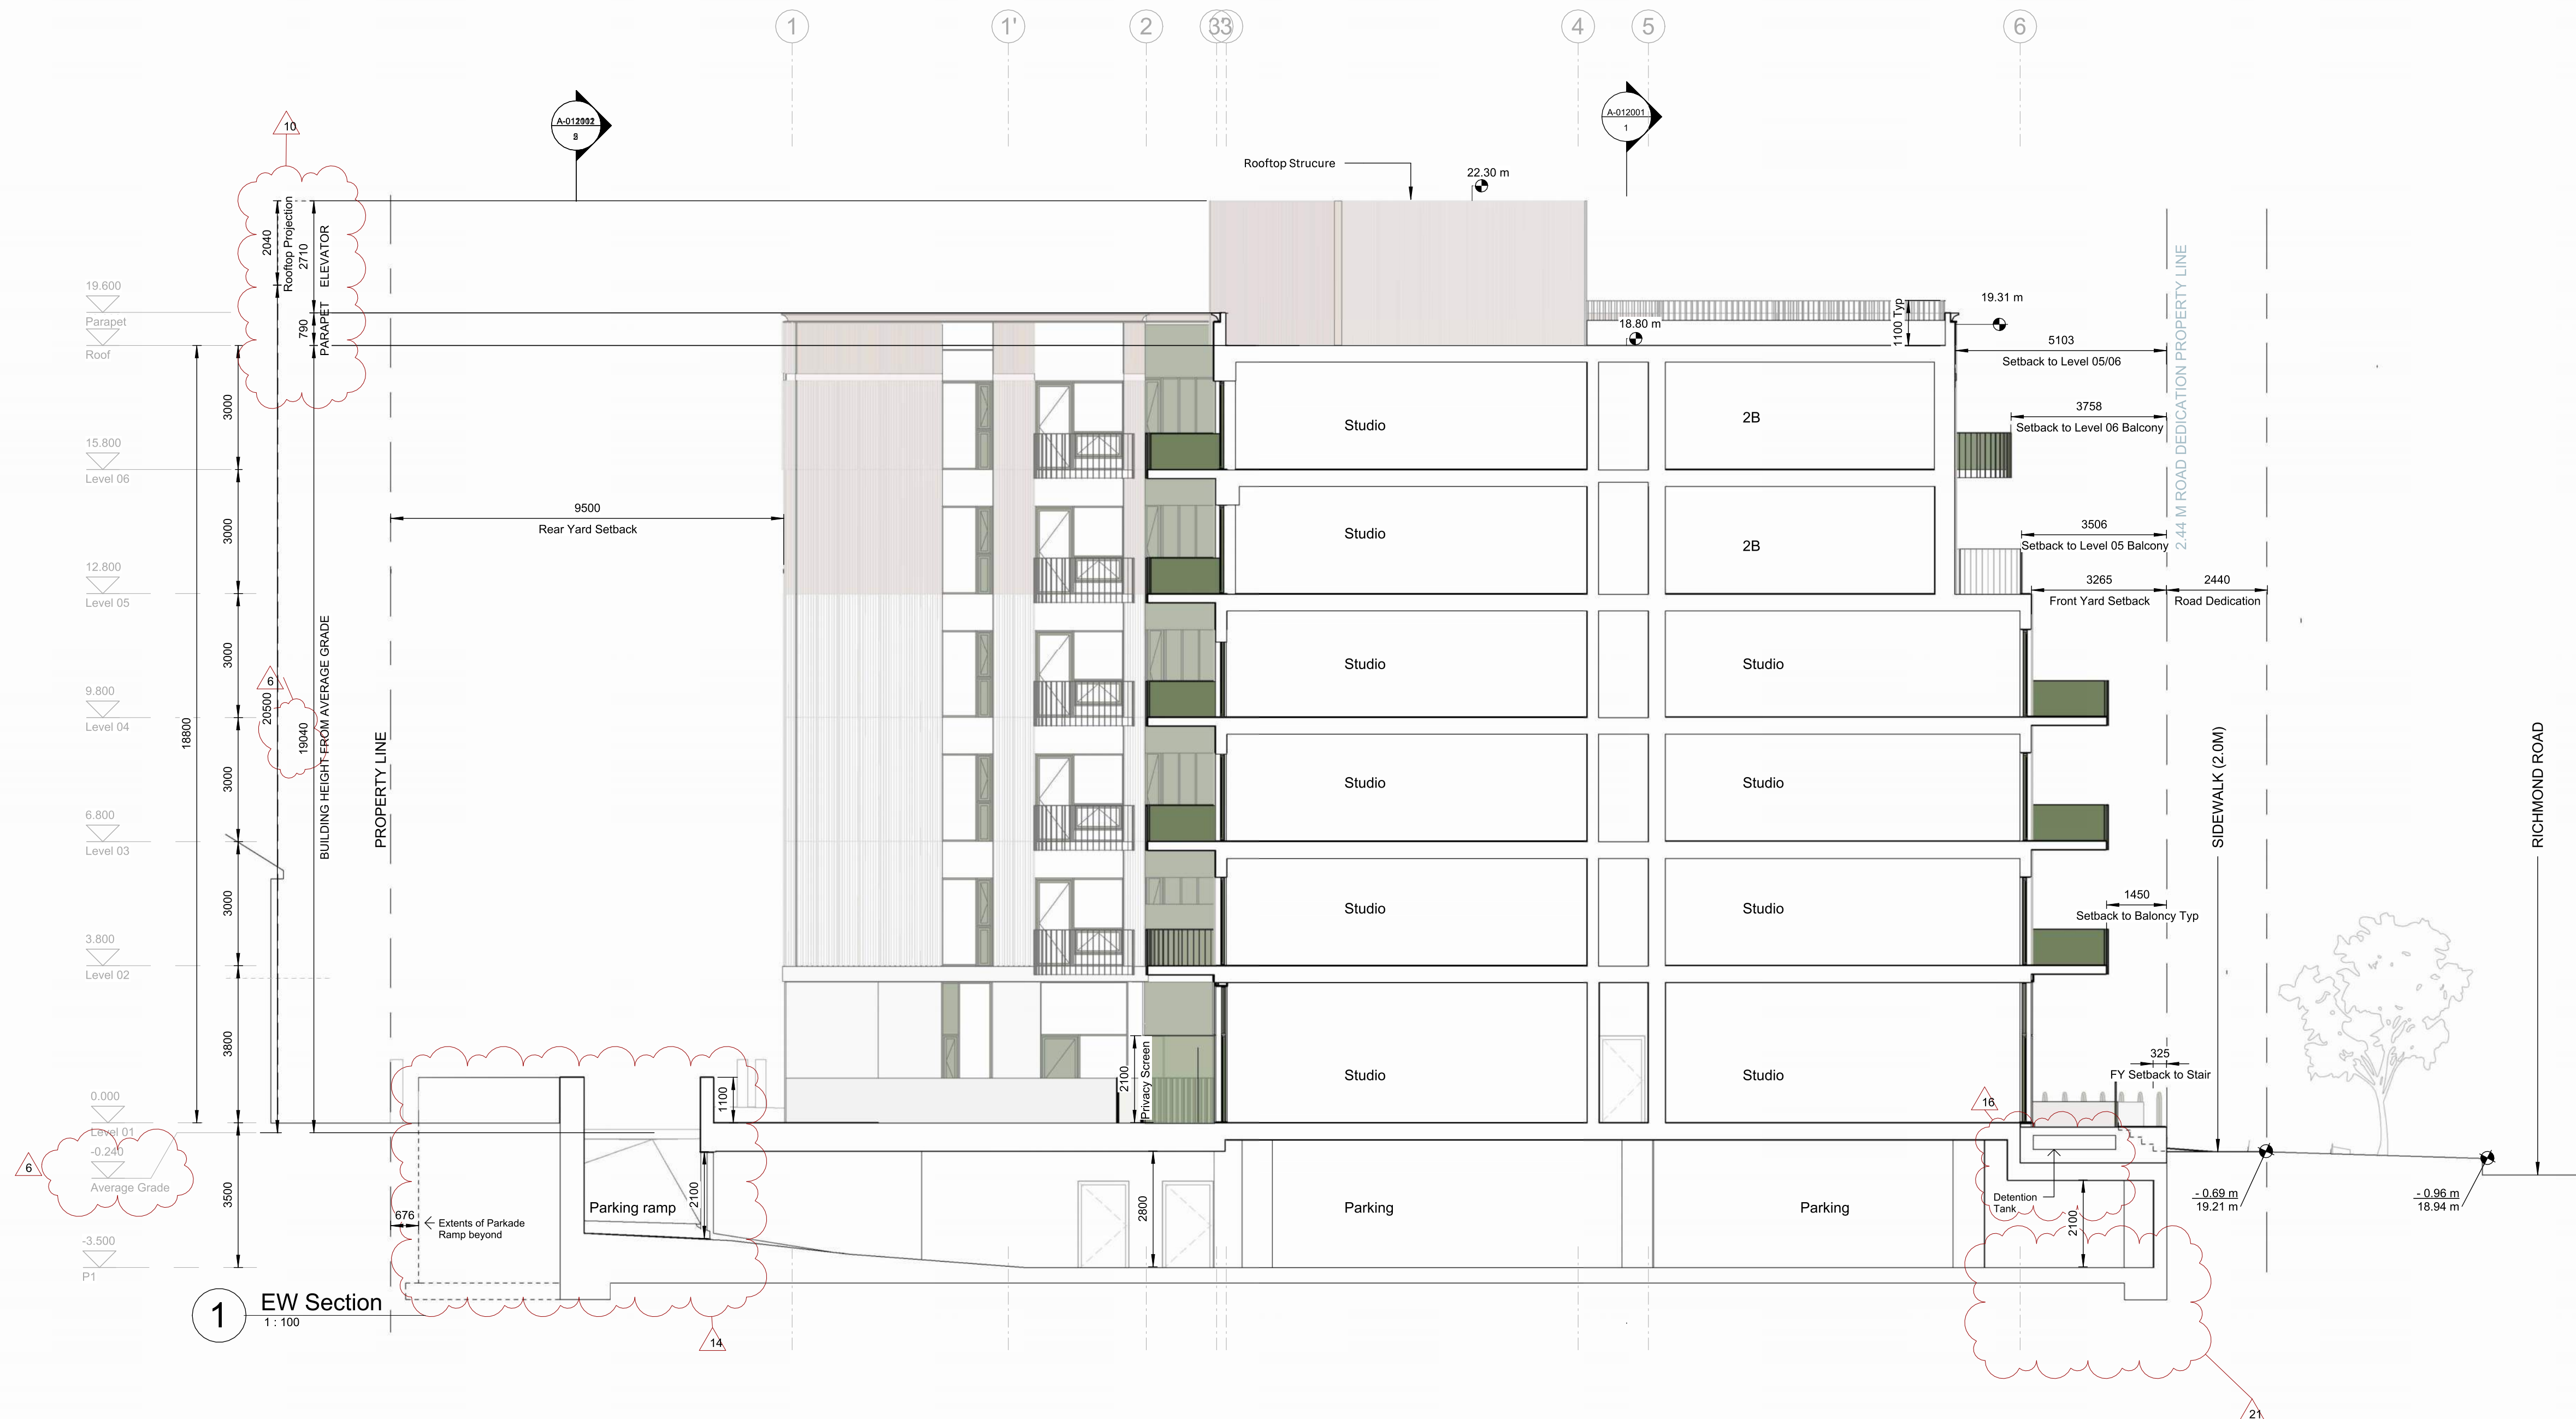 1
1'
2
3'
3
4
5
6
10
A-012001
1
Rooftop Strucure
22.30 m
2040
Rooftop Projection
2710
ELEVATOR
790
PARAPET
19.600
Parapet
Roof
18.80 m
1100 Typ
19.31 m
5103
Setback to Level 05/06
2.44 M ROAD DEDICATION PROPERTY LINE
3000
Studio
2B
3758
Setback to Level 06 Balcony
15.800
Level 06
9500
Rear Yard Setback
3000
Studio
2B
3506
Setback to Level 05 Balcony
12.800
Level 05
3265
Front Yard Setback
2440
Road Dedication
3000
Studio
Studio
9.800
Level 04
6
20500
19040
BUILDING HEIGHT FROM AVERAGE GRADE
18800
PROPERTY LINE
3000
Studio
Studio
SIDEWALK (2.0M)
RICHMOND ROAD
6.800
Level 03
3000
Studio
Studio
1450
Setback to Baloncy Typ
3.800
Level 02
3800
2100
Privacy Screen
Studio
Studio
325
FY Setback to Stair
1100
16
0.000
Level 01
6
-0.240
Average Grade
3500
676
Extents of Parkade
Ramp beyond
Parking ramp
2100
2800
Parking
Parking
Detention
Tank
2100
- 0.69 m
19.21 m
- 0.96 m
18.94 m
-3.500
P1
1
EW Section
1 : 100
14
21